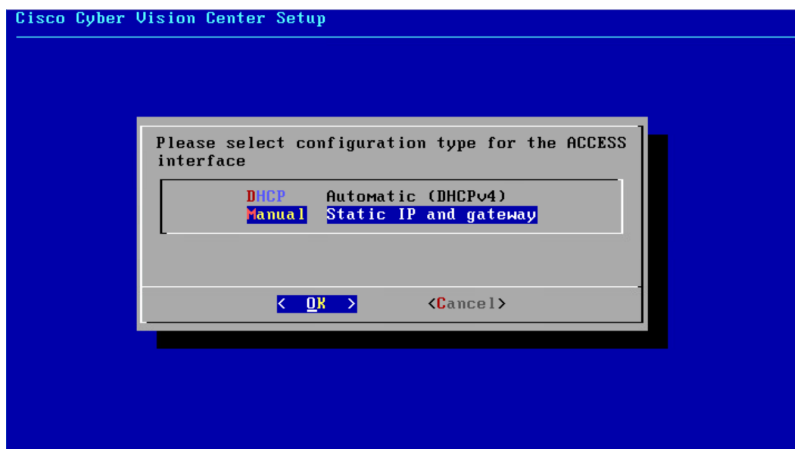 Cisco Cyber Vision Center Setup
Please select configuration type for the ACCESS
interface
DHCP Automatic (DHCPv4)
Manual Static IP and gateway
< OK > <Cancel>